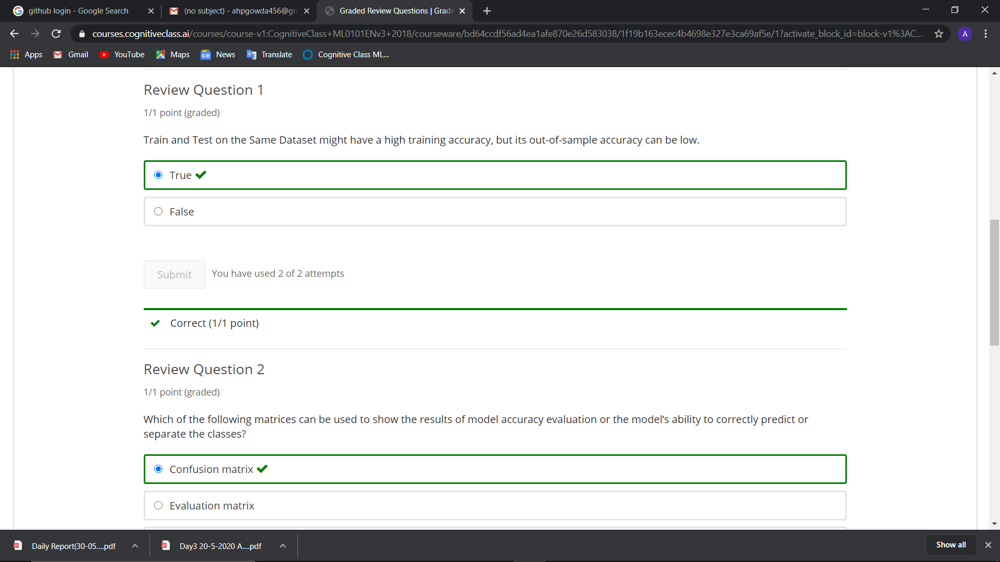 github login - Google Search
(no subject) - ahpgowda456@gm
Graded Review Questions | Grade
courses.cognitiveclass.ai/courses/course-v1:CognitiveClass+ML0101ENv3+2018/courseware/bd64ccdf56ad4ea1afe870e26d583038/1f19b163ecec4b4698e327e3ca69af5e/1?activate_block_id=block-v1%3AC...
A
Apps
Gmail
YouTube
Maps
News
Translate
Cognitive Class ML...
Review Question 1
1/1 point (graded)
Train and Test on the Same Dataset might have a high training accuracy, but its out-of-sample accuracy can be low.
True
False
Submit
You have used 2 of 2 attempts
Correct (1/1 point)
Review Question 2
1/1 point (graded)
Which of the following matrices can be used to show the results of model accuracy evaluation or the model’s ability to correctly predict or
separate the classes?
Confusion matrix
Evaluation matrix
Daily Report(30-05....pdf
Day3 20-5-2020 A....pdf
Show all